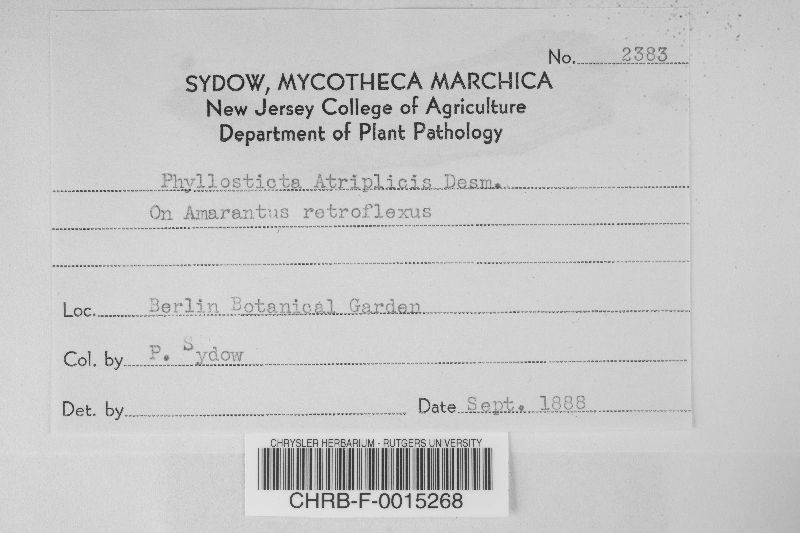 No. 2383
SYDOW, MYCOTHECA MARCHICA
New Jersey College of Agriculture
Department of Plant Pathology
Phyllosticta Atriplicis Desm.
On Amarantus retroflexus
Loc. Berlin Botanical Garden
Col. by P. Sydow
Det. by Date Sept. 1888
CHRYSLER HERBARIUM - RUTGERS UNIVERSITY
CHRB-F-0015268